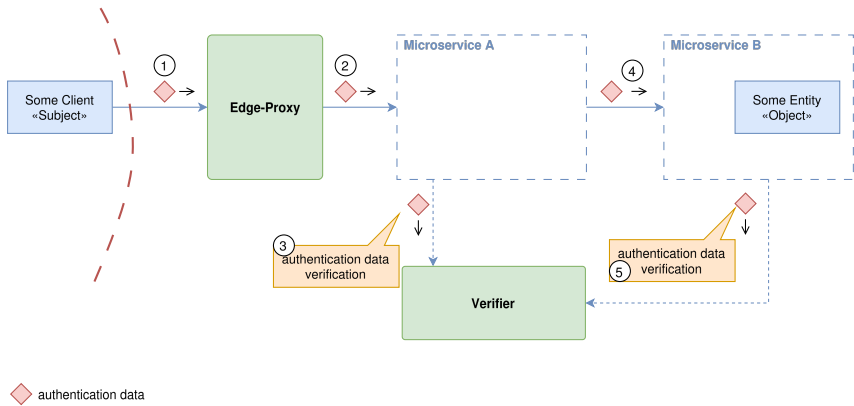 Microservice A
Microservice B
1
2
4
Some Client
«Subject»
Edge-Proxy
Some Entity
«Object»
3
authentication data
verification
authentication data
verification
5
Verifier
authentication data